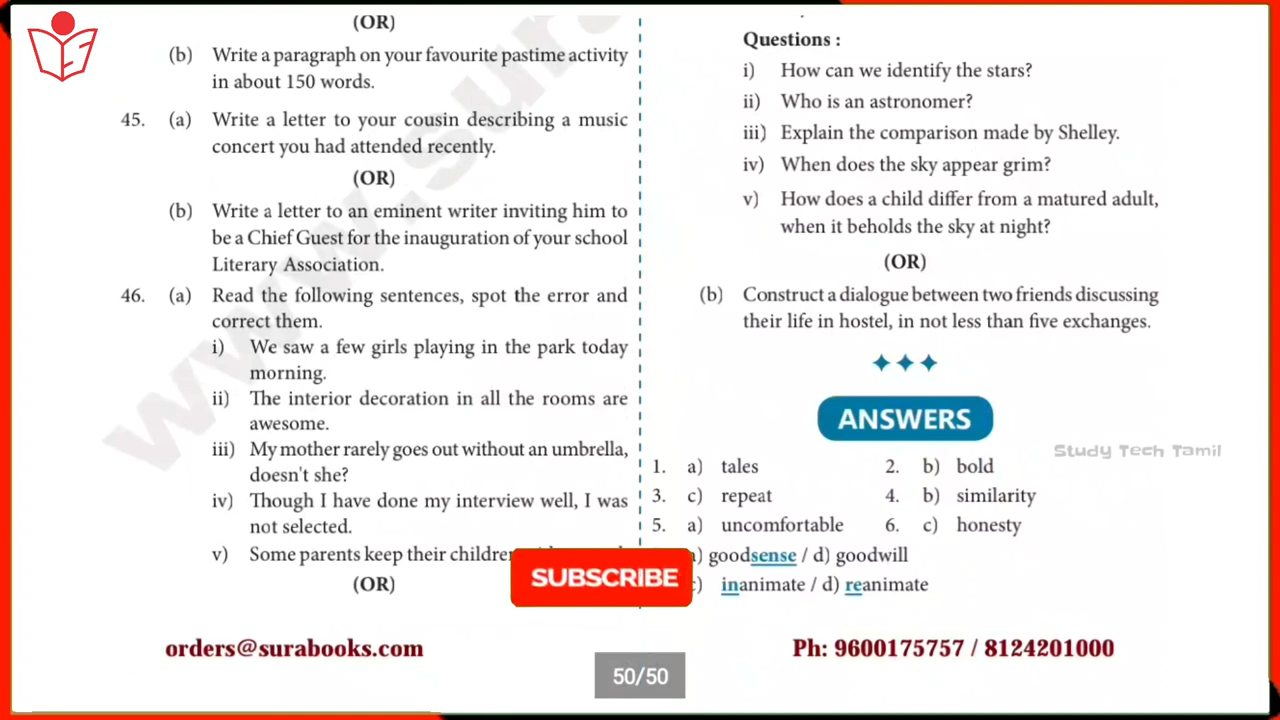 (OR)
(b) Write a paragraph on your favourite pastime activity
in about 150 words.
45. (a) Write a letter to your cousin describing a music
concert you had attended recently.
(OR)
(b) Write a letter to an eminent writer inviting him to
be a Chief Guest for the inauguration of your school
Literary Association.
46. (a) Read the following sentences, spot the error and
correct them.
i) We saw a few girls playing in the park today
morning.
ii) The interior decoration in all the rooms are
awesome.
iii) My mother rarely goes out without an umbrella,
doesn't she?
iv) Though I have done my interview well, I was
not selected.
v) Some parents keep their children
(OR)
Questions :
i) How can we identify the stars?
ii) Who is an astronomer?
iii) Explain the comparison made by Shelley.
iv) When does the sky appear grim?
v) How does a child differ from a matured adult,
when it beholds the sky at night?
(OR)
(b) Construct a dialogue between two friends discussing
their life in hostel, in not less than five exchanges.
ANSWERS
Study Tech Tamil
1. a) tales 2. b) bold
3. c) repeat 4. b) similarity
5. a) uncomfortable 6. c) honesty
goodsense / d) goodwill
inanimate / d) reanimate
SUBSCRIBE
orders@surabooks.com
Ph: 9600175757 / 8124201000
50/50
www.sura